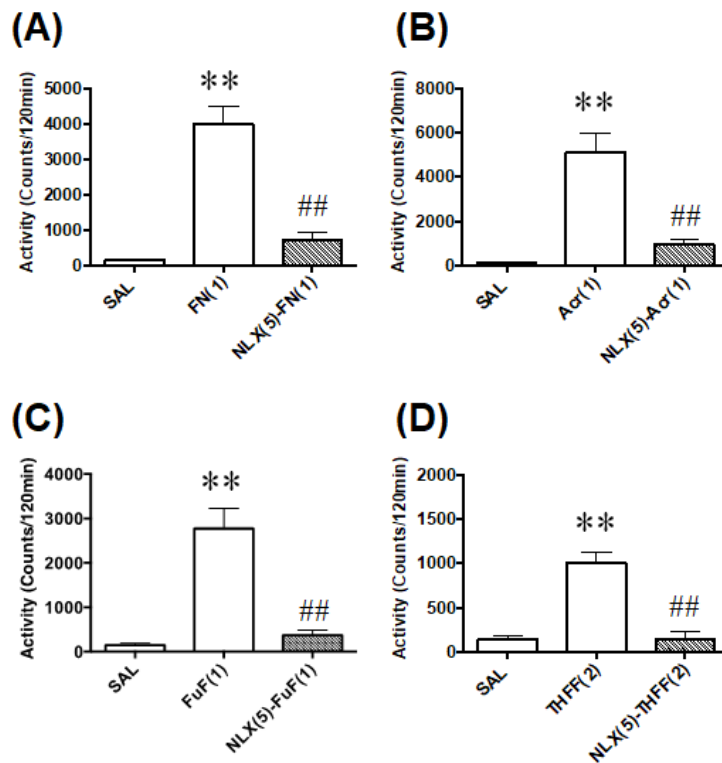 (A)
Activity (Counts/120min)
5000
4000
3000
2000
1000
0
**
##
SAL
FN(1)
NLX(5)-FN(1)
(B)
Activity (Counts/120min)
8000
6000
4000
2000
0
**
##
SAL
Acr(1)
NLX(5)-Acr(1)
(C)
Activity (Counts/120min)
4000
3000
2000
1000
0
**
##
SAL
FuF(1)
NLX(5)-FuF(1)
(D)
Activity (Counts/120min)
2000
1500
1000
500
0
**
##
SAL
THFF(2)
NLX(5)-THFF(2)